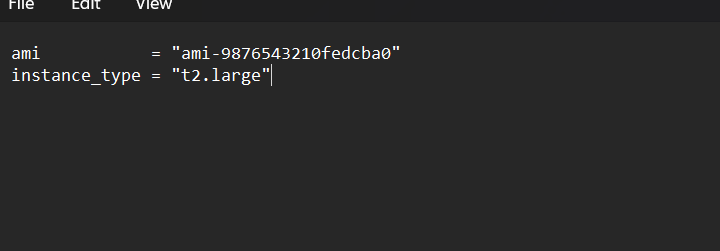 File Edit View
ami           = "ami-9876543210fedcba0"
instance_type = "t2.large"